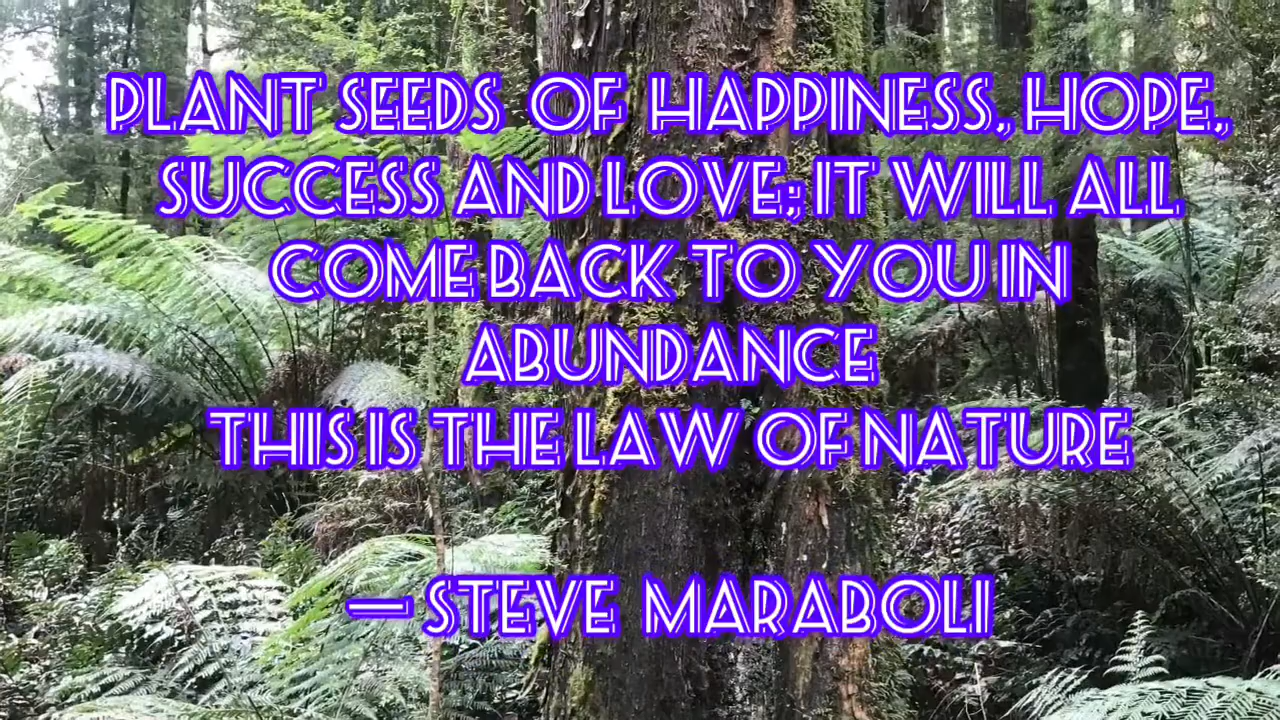 PLANT SEEDS OF HAPPINESS, HOPE,
SUCCESS AND LOVE; IT WILL ALL
COME BACK TO YOU IN
ABUNDANCE
THIS IS THE LAW OF NATURE
— STEVE MARABOLI